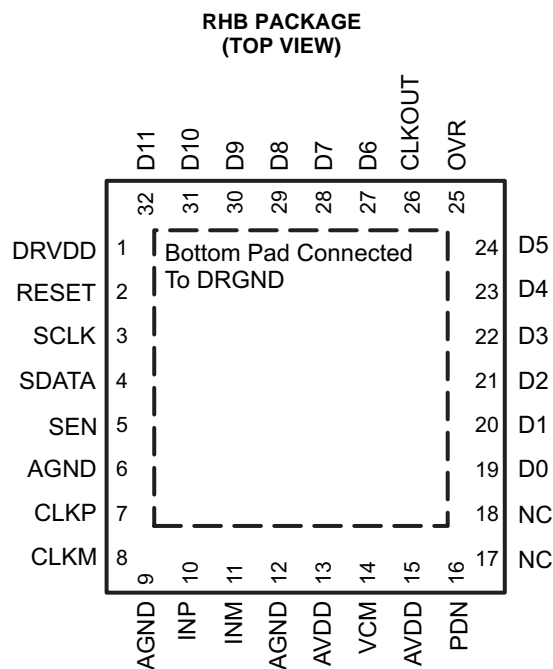 RHB PACKAGE
(TOP VIEW)
D11
D10
D9
D8
D7
D6
CLKOUT
OVR
32
31
30
29
28
27
26
25
DRVDD 1
RESET 2
SCLK 3
SDATA 4
SEN 5
AGND 6
CLKP 7
CLKM 8
Bottom Pad Connected
To DRGND
24 D5
23 D4
22 D3
21 D2
20 D1
19 D0
18 NC
17 NC
9
10
11
12
13
14
15
16
AGND
INP
INM
AGND
AVDD
VCM
AVDD
PDN